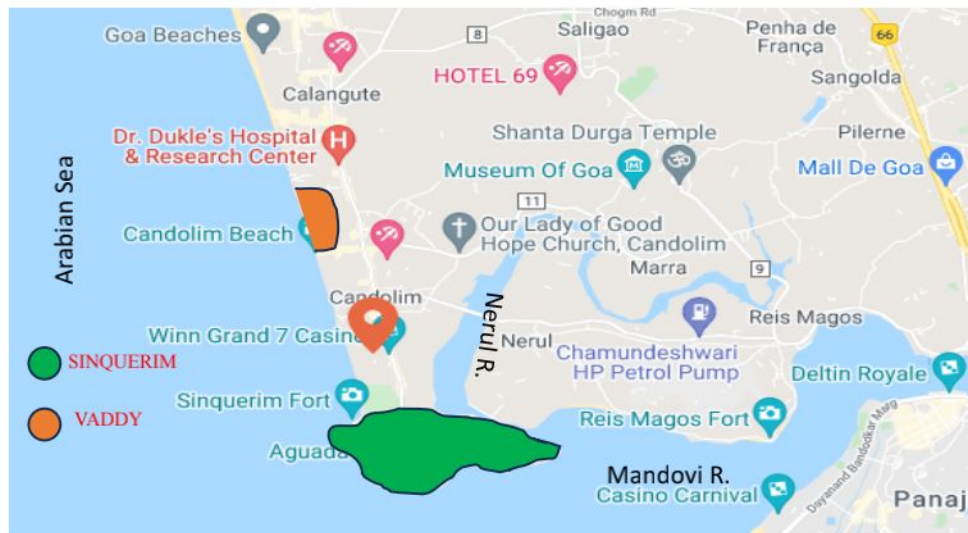 Chogm Rd
Goa Beaches
8
Saligao
Penha de
França
66
HOTEL 69
Sangolda
Calangute
Dr. Dukle's Hospital
& Research Center
Shanta Durga Temple
Pilerne
Museum Of Goa
Mall De Goa
Arabian Sea
11
Candolim Beach
Our Lady of Good
Hope Church, Candolim
Marra
9
Candolim
Nerul R.
Reis Magos
Winn Grand 7 Casino
Nerul
Chamundeshwari
HP Petrol Pump
SINQUERIM
Deltin Royale
Sinquerim Fort
VADDY
Reis Magos Fort
Dayanand Bandodkar Marg
Aguada
Mandovi R.
Casino Carnival
Panaj